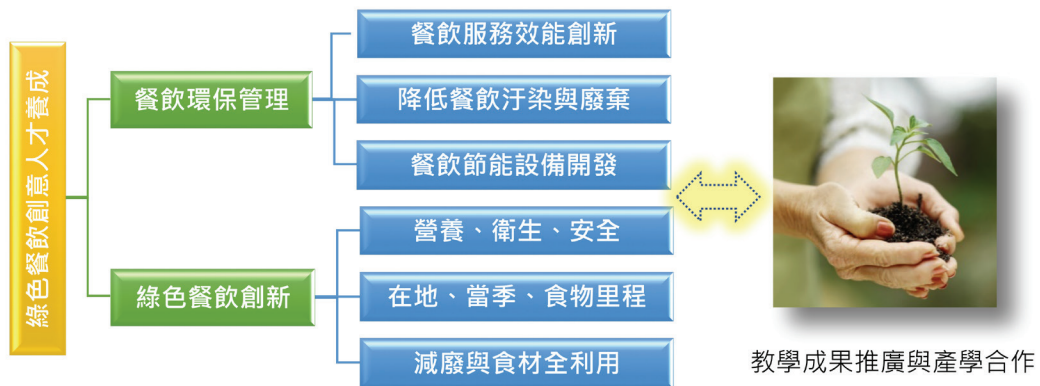 綠色餐飲創意人才養成
餐飲環保管理
餐飲服務效能創新
降低餐飲汙染與廢棄
餐飲節能設備開發
綠色餐飲創新
營養、衛生、安全
在地、當季、食物里程
減廢與食材全利用
教學成果推廣與產學合作